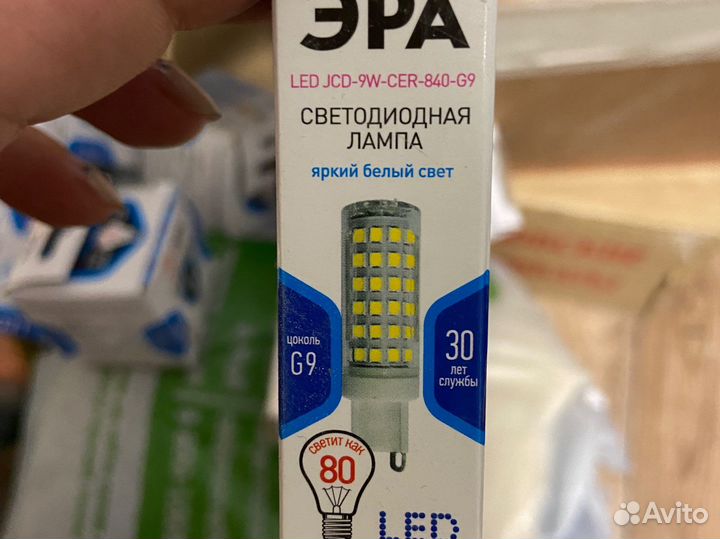 ЭРА
LED JCD-9W-CER-840-G9
СВЕТОДИОДНАЯ
ЛАМПА
яркий белый свет
цоколь
G9
30
лет
службы
светит как
80
LED
Avito